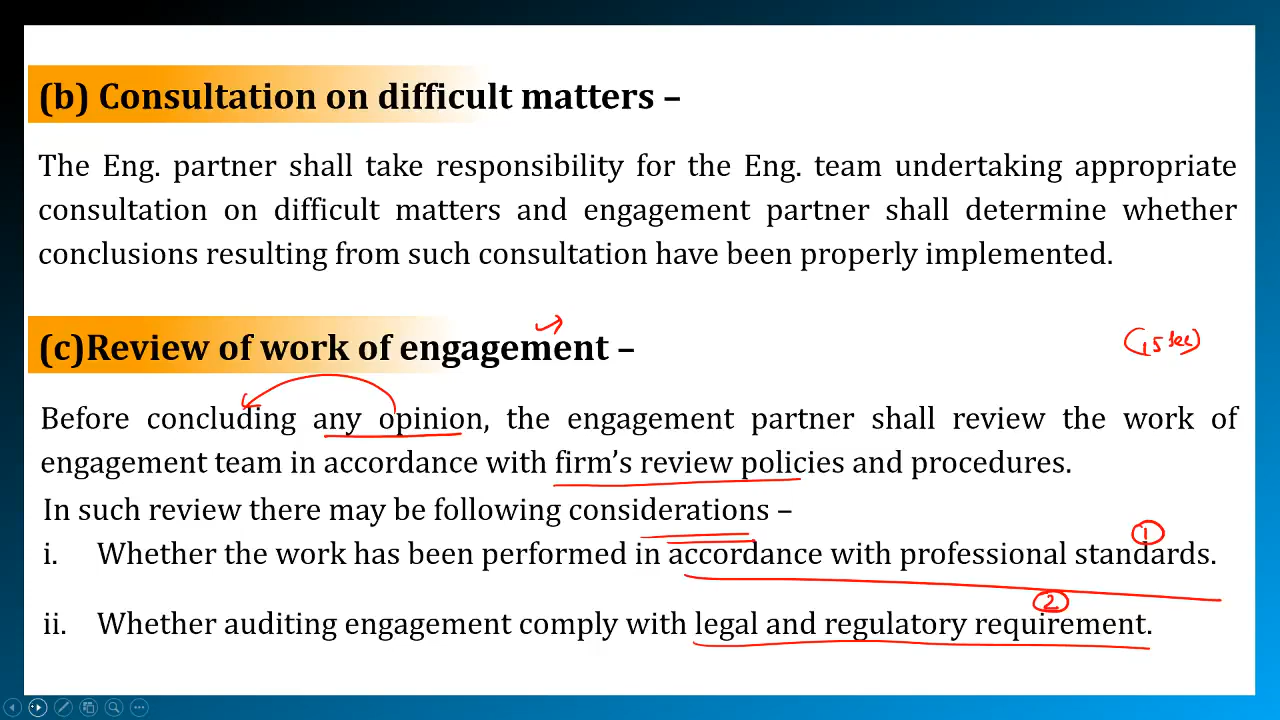 (b) Consultation on difficult matters –
The Eng. partner shall take responsibility for the Eng. team undertaking appropriate
consultation on difficult matters and engagement partner shall determine whether
conclusions resulting from such consultation have been properly implemented.
(c)Review of work of engagement –
(15 sec)
Before concluding any opinion, the engagement partner shall review the work of
engagement team in accordance with firm's review policies and procedures.
In such review there may be following considerations –
1
i. Whether the work has been performed in accordance with professional standards.
2
ii. Whether auditing engagement comply with legal and regulatory requirement.